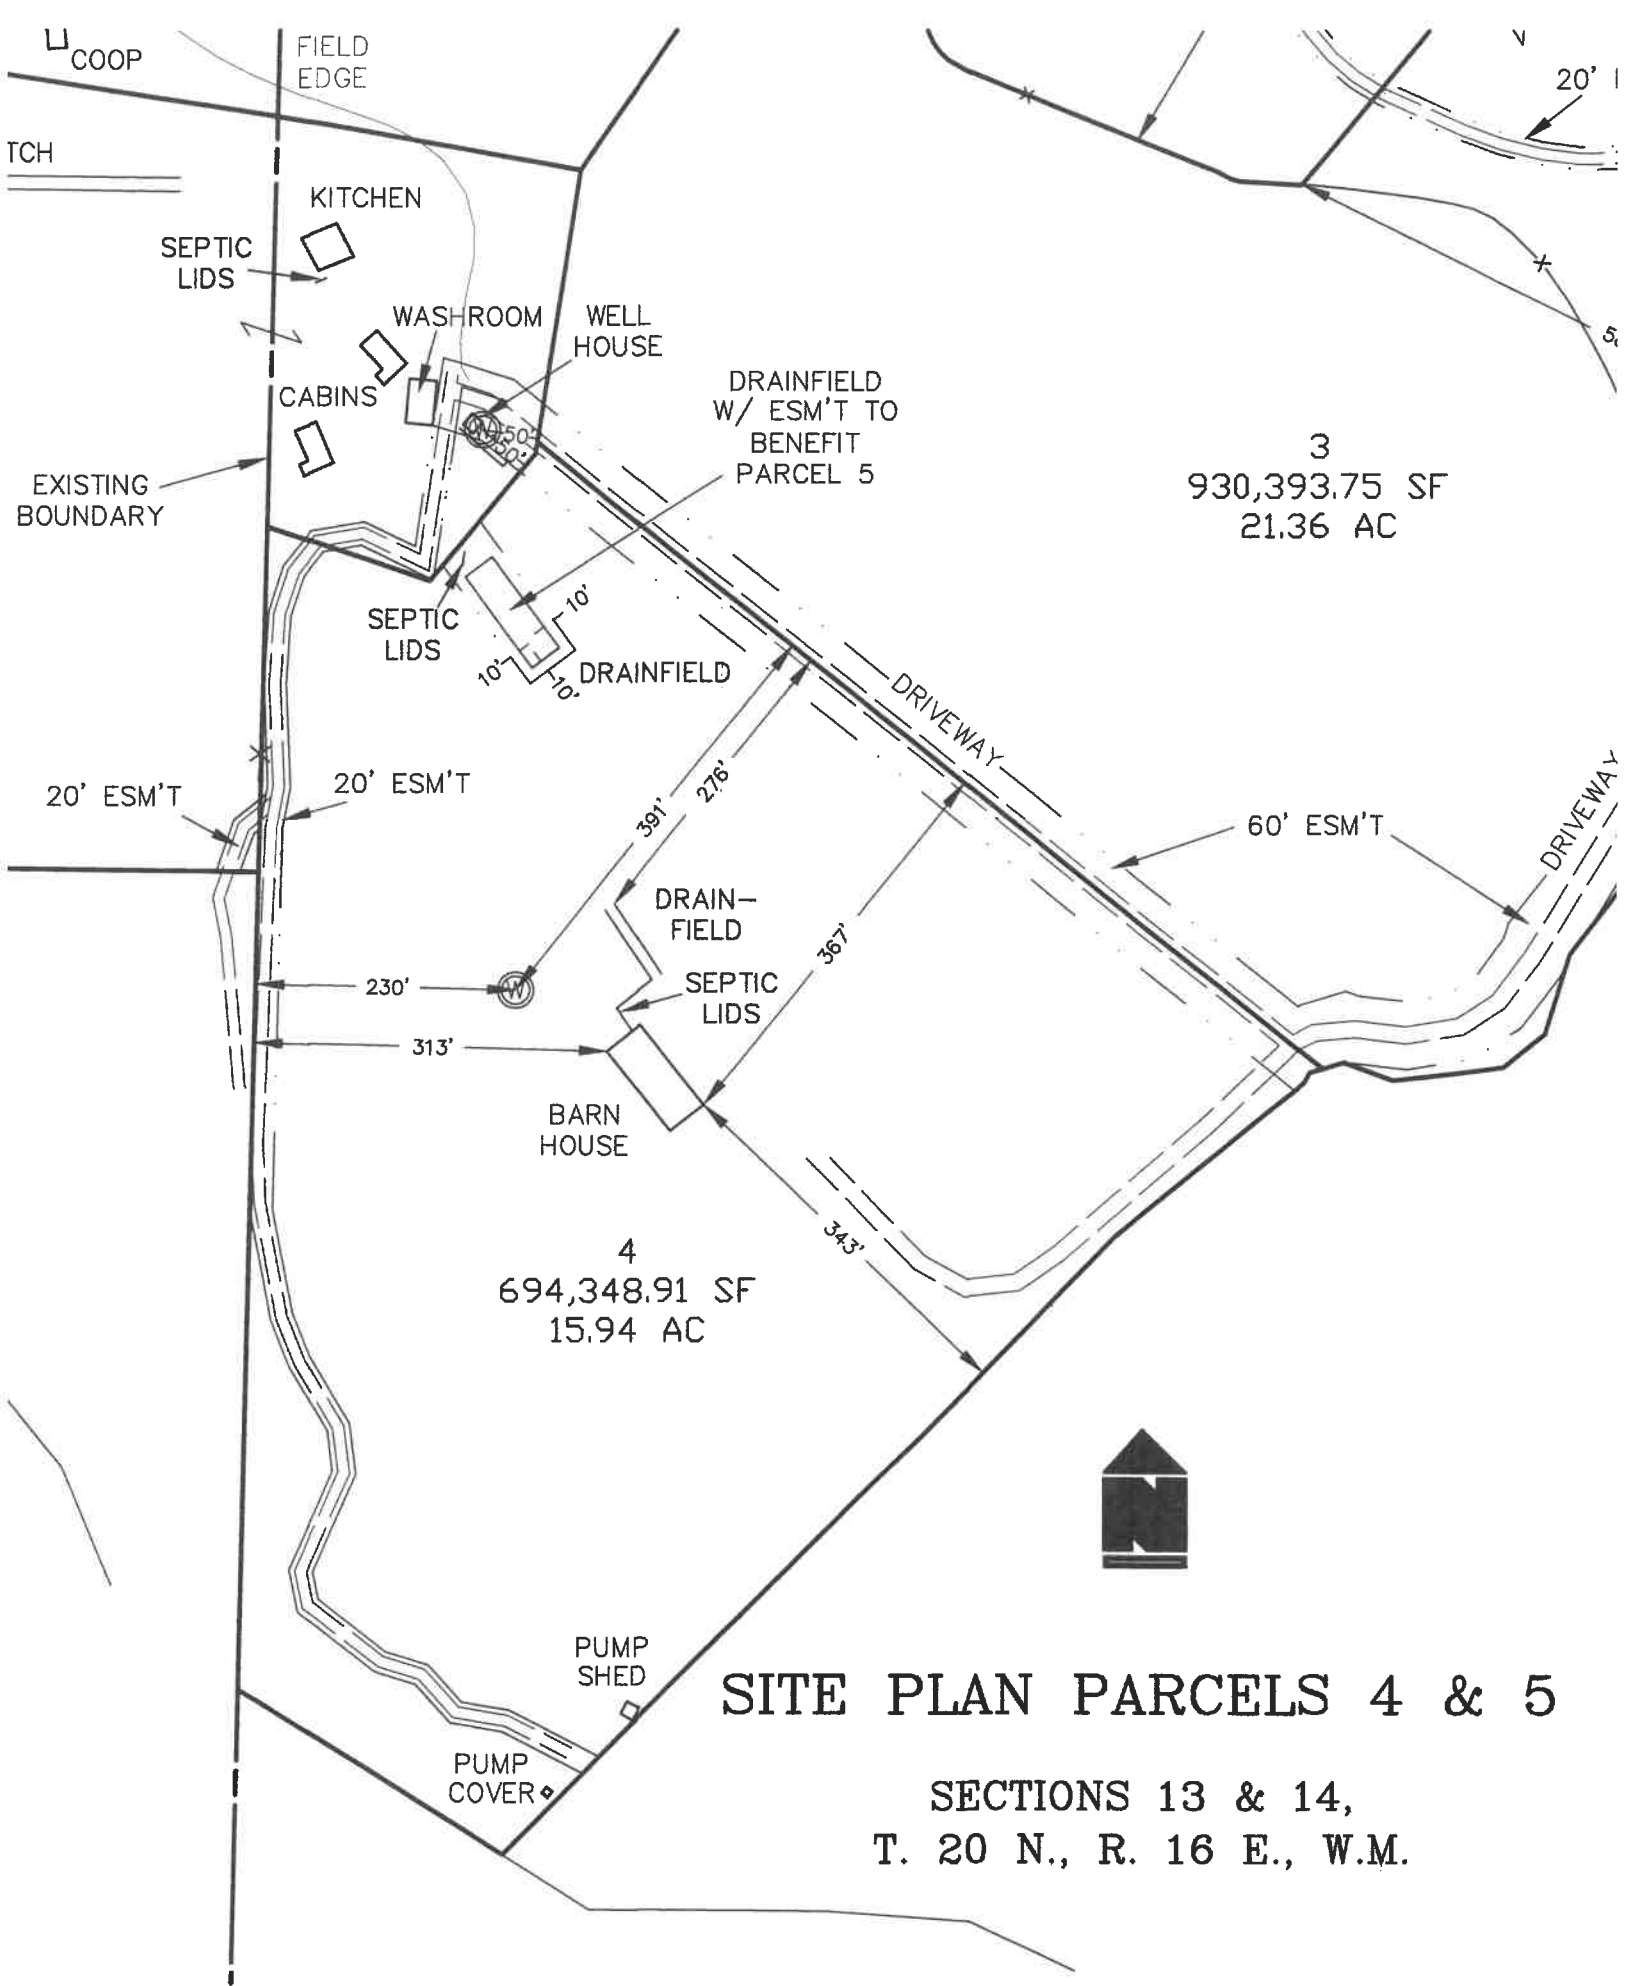 COOP
FIELD
EDGE
20'
TCH
KITCHEN
SEPTIC
LIDS
WASHROOM
WELL
HOUSE
CABINS
DRAINFIELD
W/ ESM'T TO
BENEFIT
PARCEL 5
50'
50'
3
930,393.75 SF
21.36 AC
EXISTING
BOUNDARY
SEPTIC
LIDS
10'
10'
10'
DRAINFIELD
DRIVEWAY
20' ESM'T
20' ESM'T
391'
276'
60' ESM'T
DRIVEWAY
DRAIN-
FIELD
367'
SEPTIC
LIDS
230'
W
313'
BARN
HOUSE
343'
4
694,348.91 SF
15.94 AC
N
PUMP
SHED
SITE PLAN PARCELS 4 & 5
PUMP
COVER
SECTIONS 13 & 14,
T. 20 N., R. 16 E., W.M.